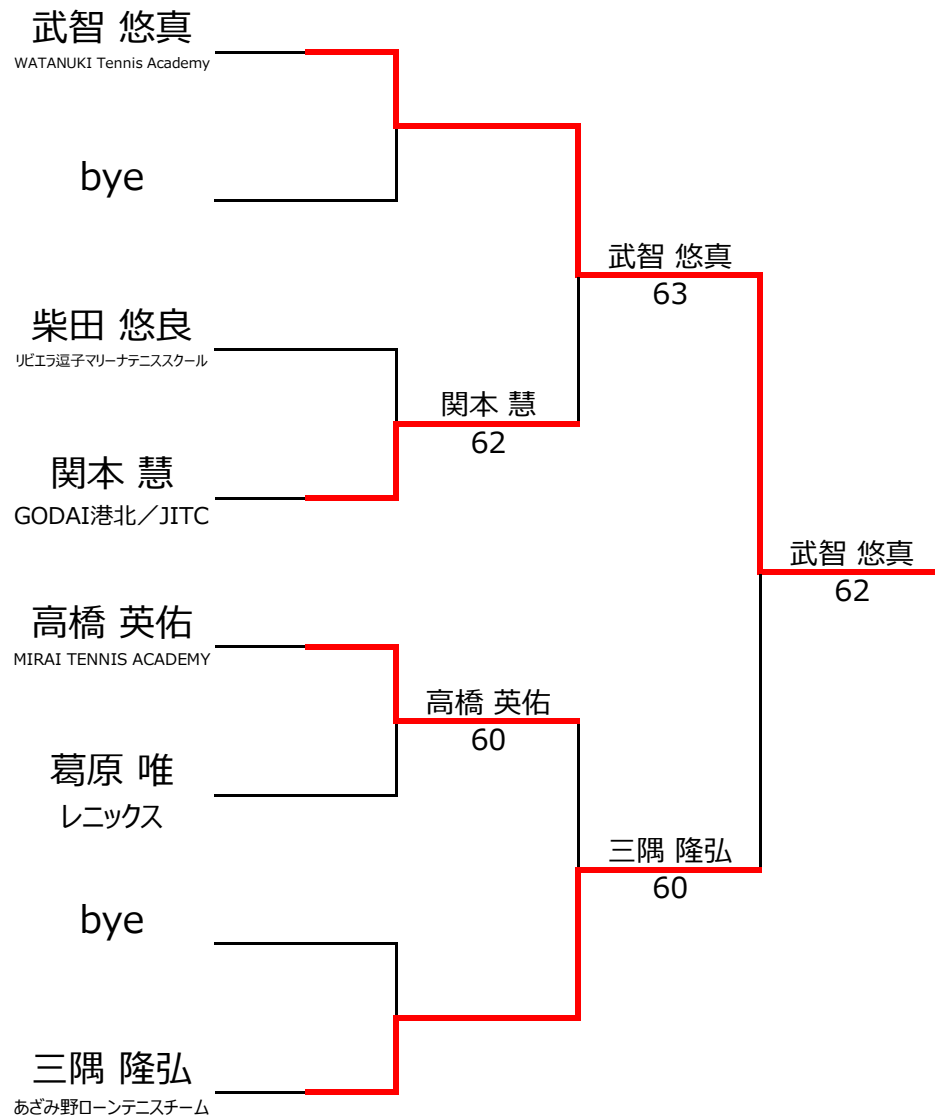 武智 悠真
WATANUKI Tennis Academy
bye
武智 悠真
63
柴田 悠良
リビエラ逗子マリーナテニススクール
関本 慧
62
関本 慧
GODAI港北／JITC
武智 悠真
62
高橋 英佑
MIRAI TENNIS ACADEMY
高橋 英佑
60
葛原 唯
レニックス
三隅 隆弘
60
bye
三隅 隆弘
あざみ野ローンテニスチーム